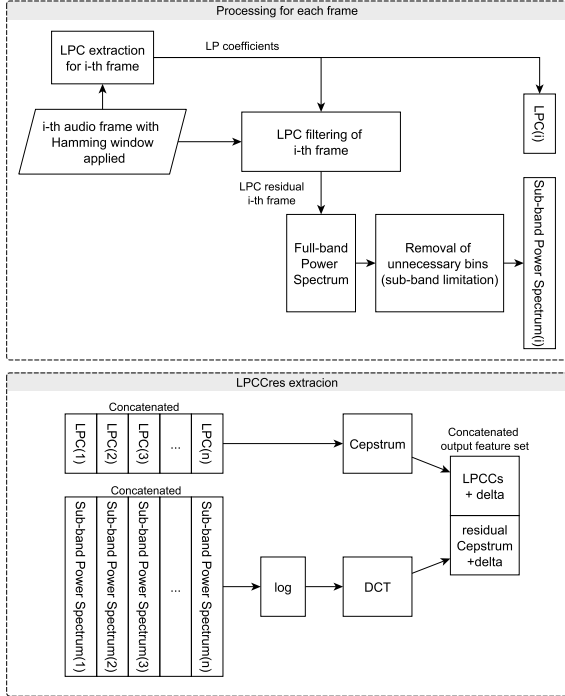 Processing for each frame
LPC extraction
for i-th frame
LP coefficients
LPC(i)
i-th audio frame with
Hamming window
applied
LPC filtering of
i-th frame
LPC residual
i-th frame
Full-band
Power
Spectrum
Removal of
unnecessary bins
(sub-band limitation)
Sub-band Power Spectrum(i)
LPCCres extracion
Concatenated
LPC(1)
LPC(2)
LPC(3)
...
LPC(n)
Cepstrum
Concatenated
output feature set
LPCCs
+ delta
residual
Cepstrum
+delta
Concatenated
Sub-band Power Spectrum(1)
Sub-band Power Spectrum(2)
Sub-band Power Spectrum(3)
...
Sub-band Power Spectrum(n)
log
DCT